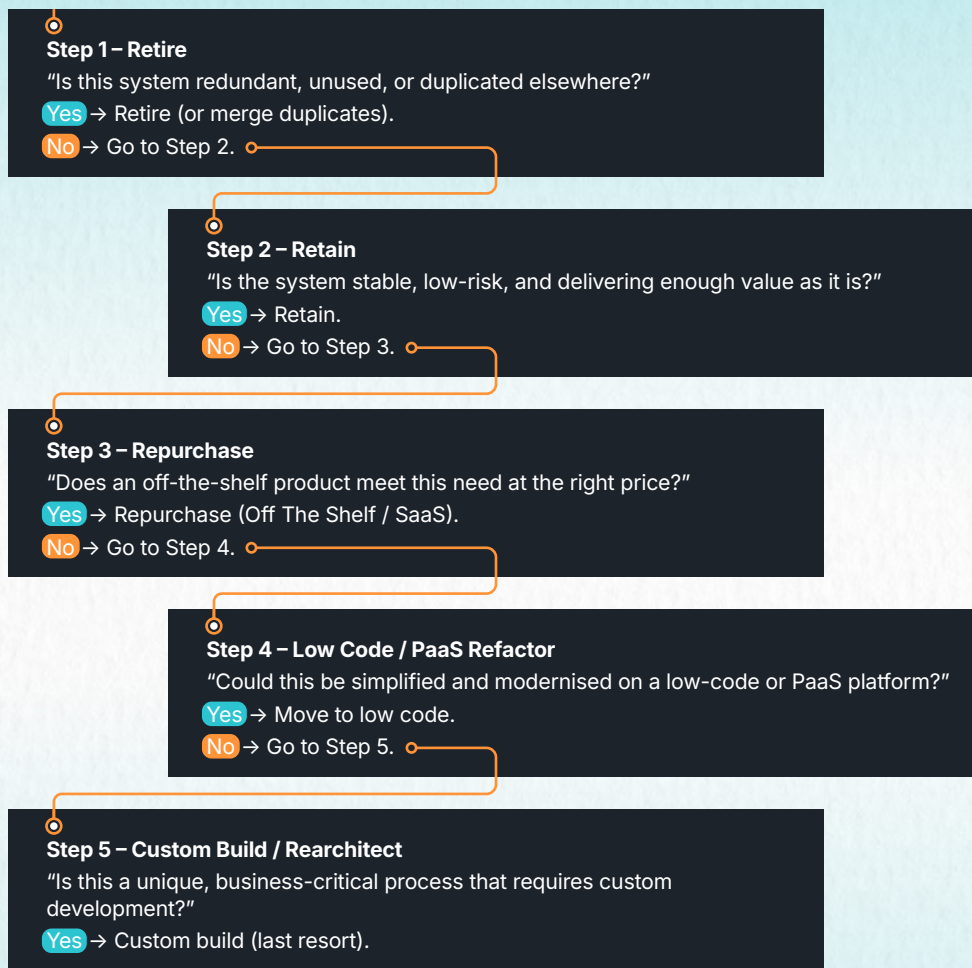 Step 1 – Retire
“Is this system redundant, unused, or duplicated elsewhere?”
Yes → Retire (or merge duplicates).
No → Go to Step 2.
Step 2 – Retain
“Is the system stable, low-risk, and delivering enough value as it is?”
Yes → Retain.
No → Go to Step 3.
Step 3 – Repurchase
“Does an off-the-shelf product meet this need at the right price?”
Yes → Repurchase (Off The Shelf / SaaS).
No → Go to Step 4.
Step 4 – Low Code / PaaS Refactor
“Could this be simplified and modernised on a low-code or PaaS platform?”
Yes → Move to low code.
No → Go to Step 5.
Step 5 – Custom Build / Rearchitect
“Is this a unique, business-critical process that requires custom
development?”
Yes → Custom build (last resort).